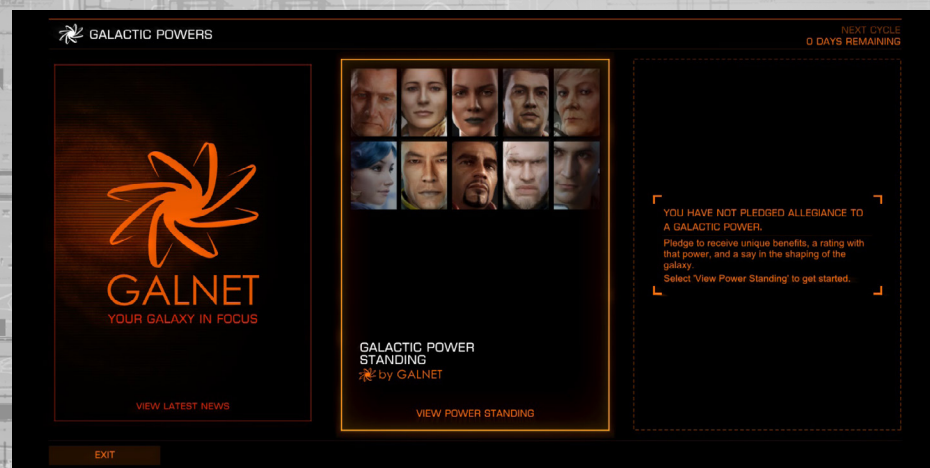 GALACTIC POWERS
NEXT CYCLE
0 DAYS REMAINING
GALNET
YOUR GALAXY IN FOCUS
VIEW LATEST NEWS
GALACTIC POWER
STANDING
by GALNET
VIEW POWER STANDING
YOU HAVE NOT PLEDGED ALLEGIANCE TO
A GALACTIC POWER.
Pledge to receive unique benefits, a rating with
that power, and a say in the shaping of the
galaxy.
Select 'View Power Standing' to get started.
EXIT